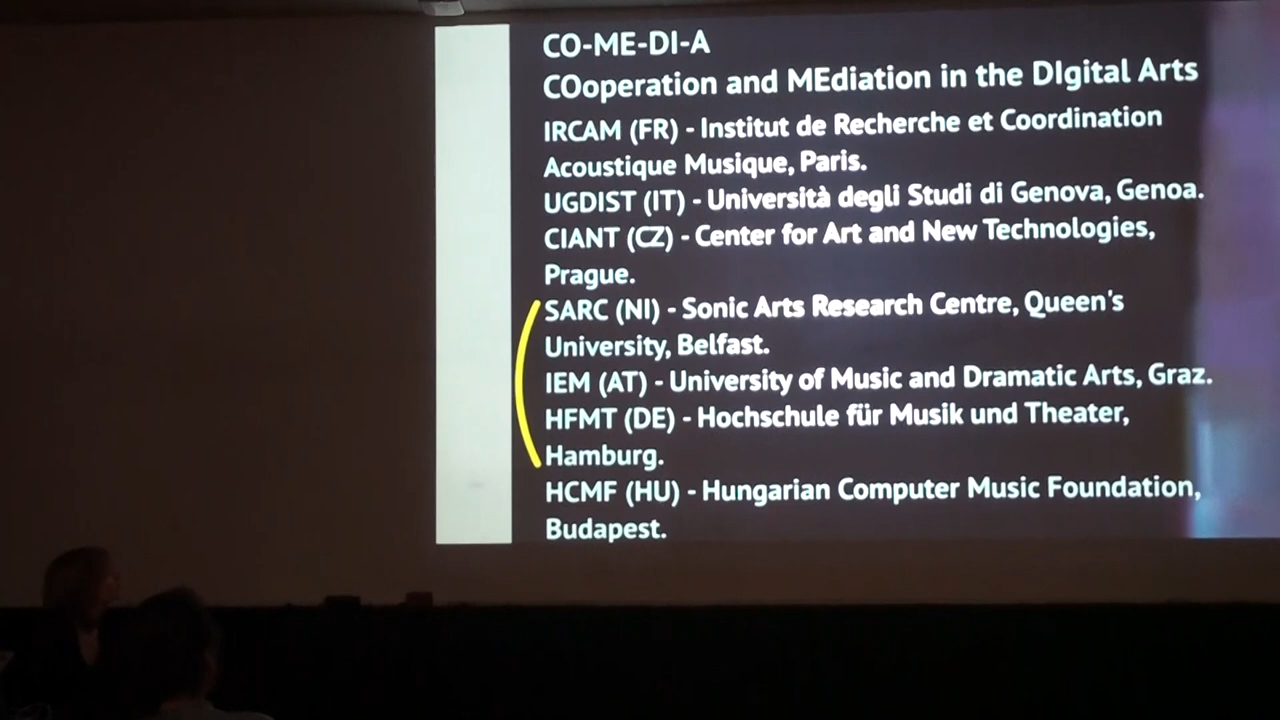 CO-ME-DI-A
COoperation and MEdiation in the DIgital Arts
IRCAM (FR) - Institut de Recherche et Coordination
Acoustique Musique, Paris.
UGDIST (IT) - Università degli Studi di Genova, Genoa.
CIANT (CZ) - Center for Art and New Technologies,
Prague.
SARC (NI) - Sonic Arts Research Centre, Queen's
University, Belfast.
IEM (AT) - University of Music and Dramatic Arts, Graz.
HFMT (DE) - Hochschule für Musik und Theater,
Hamburg.
HCMF (HU) - Hungarian Computer Music Foundation,
Budapest.